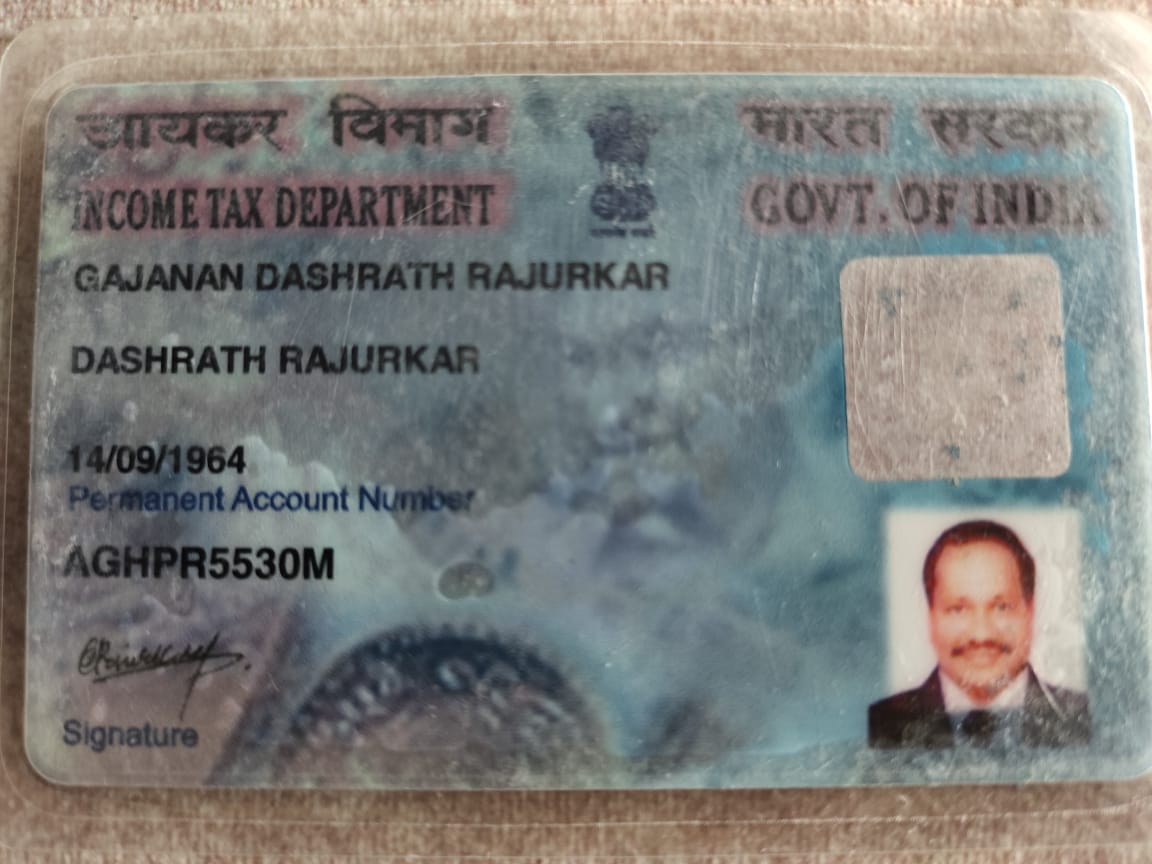 आयकर विभाग
भारत सरकार
INCOME TAX DEPARTMENT
GOVT. OF INDIA
GAJANAN DASHRATH RAJURKAR
DASHRATH RAJURKAR
14/09/1964
Permanent Account Number
AGHPR5530M
Signature